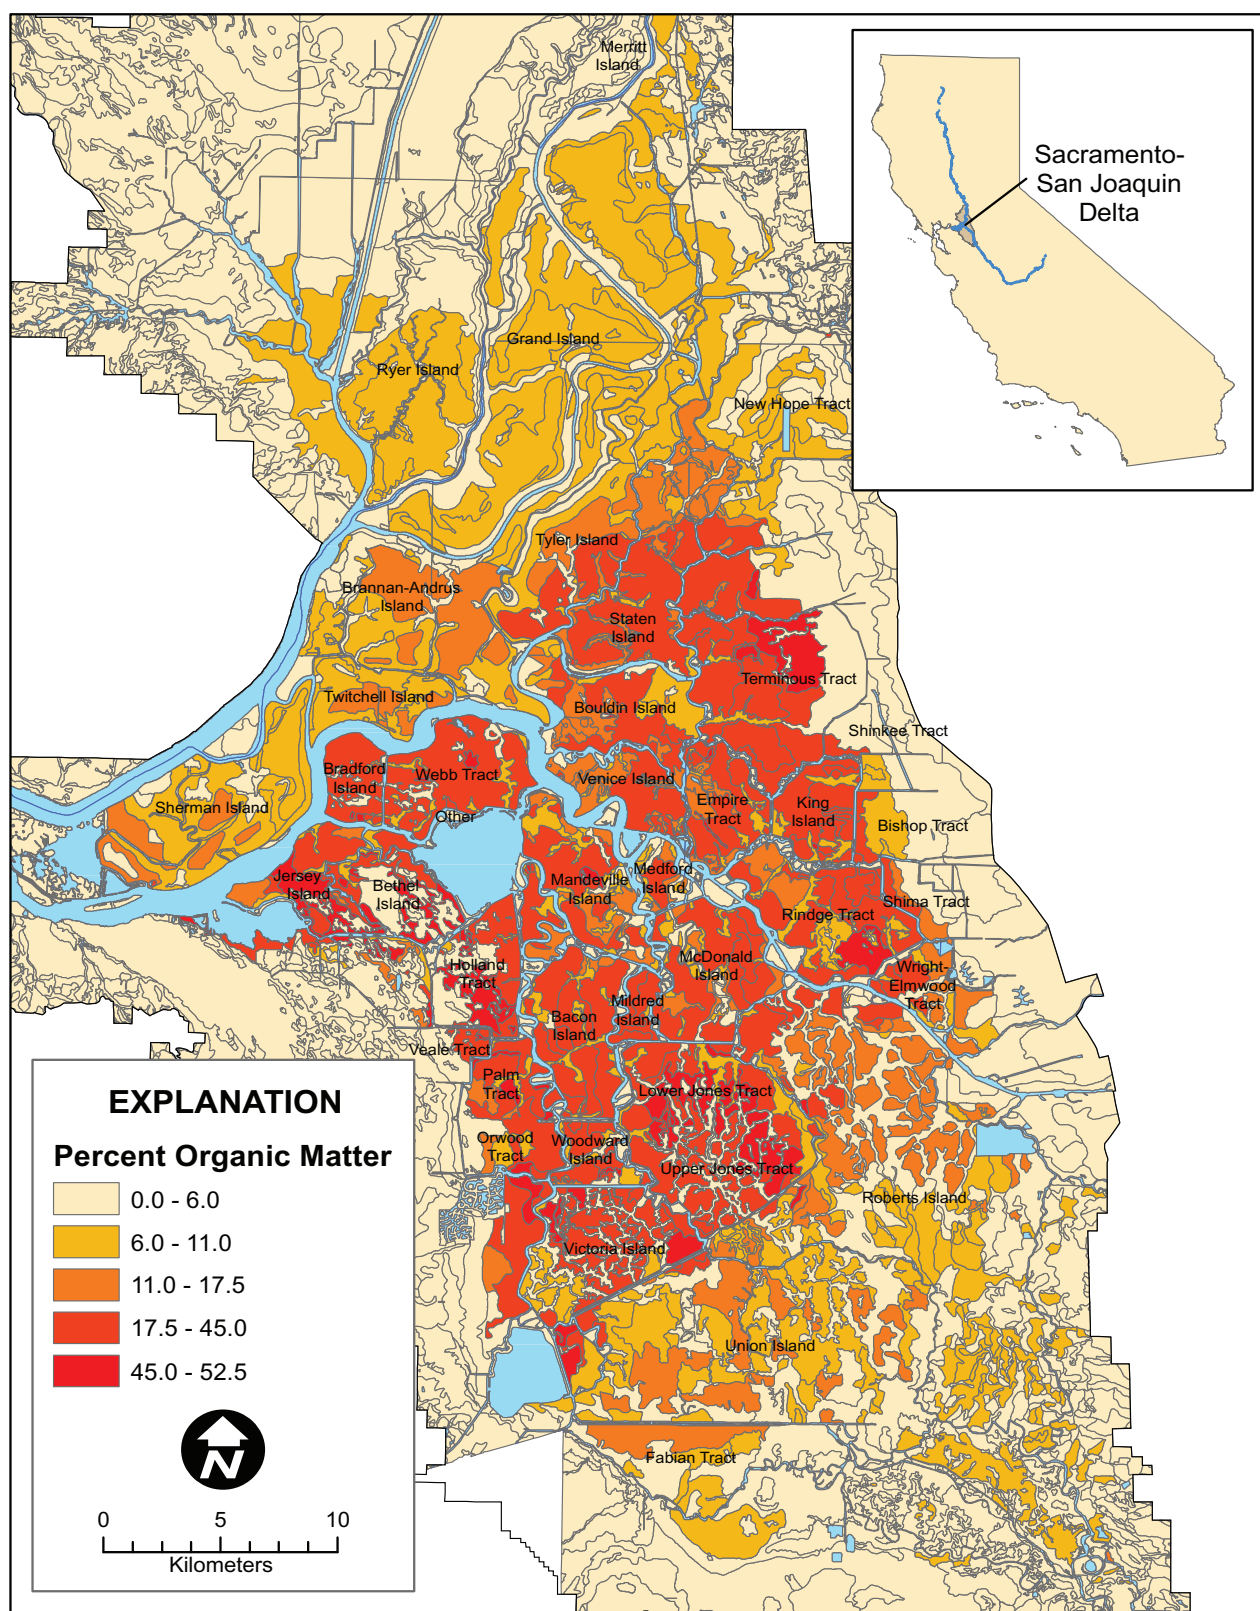 Merritt
Island
Sacramento-
San Joaquin
Delta
Grand Island
Ryer Island
New Hope Tract
Tyler Island
Brannan-Andrus
Island
Staten
Island
Terminous Tract
Twitchell Island
Bouldin Island
Shinkee Tract
Bradford
Island
Webb Tract
Venice Island
Sherman Island
Empire
Tract
King
Island
Other
Bishop Tract
Jersey
Island
Bethel
Island
Mandeville
Island
Medford
Island
Rindge Tract
Shima Tract
Holland
Tract
McDonald
Island
Wright-
Elmwood
Tract
Mildred
Island
Bacon
Island
Veale Tract
Palm
Tract
Lower Jones Tract
Orwood
Tract
Woodward
Island
Upper Jones Tract
Roberts Island
Victoria Island
Union Island
Fabian Tract
EXPLANATION
Percent Organic Matter
0.0 - 6.0
6.0 - 11.0
11.0 - 17.5
17.5 - 45.0
45.0 - 52.5
N
0 5 10
Kilometers